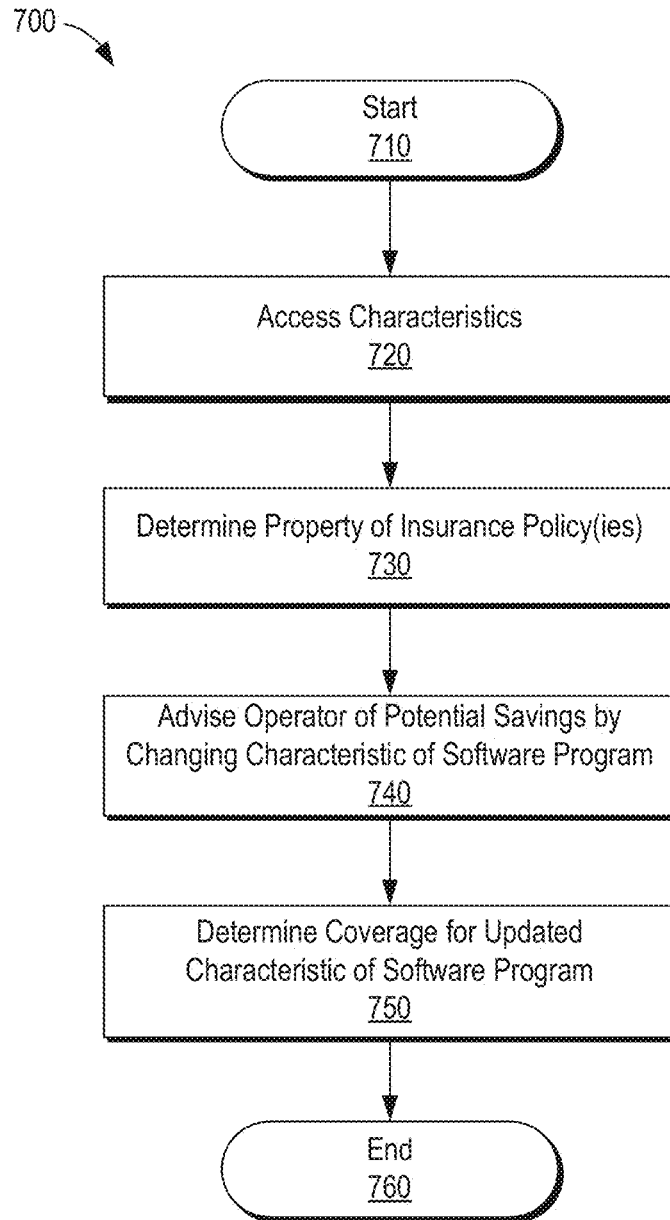 700
Start
710
Access Characteristics
720
Determine Property of Insurance Policy(ies)
730
Advise Operator of Potential Savings by
Changing Characteristic of Software Program
740
Determine Coverage for Updated
Characteristic of Software Program
750
End
760